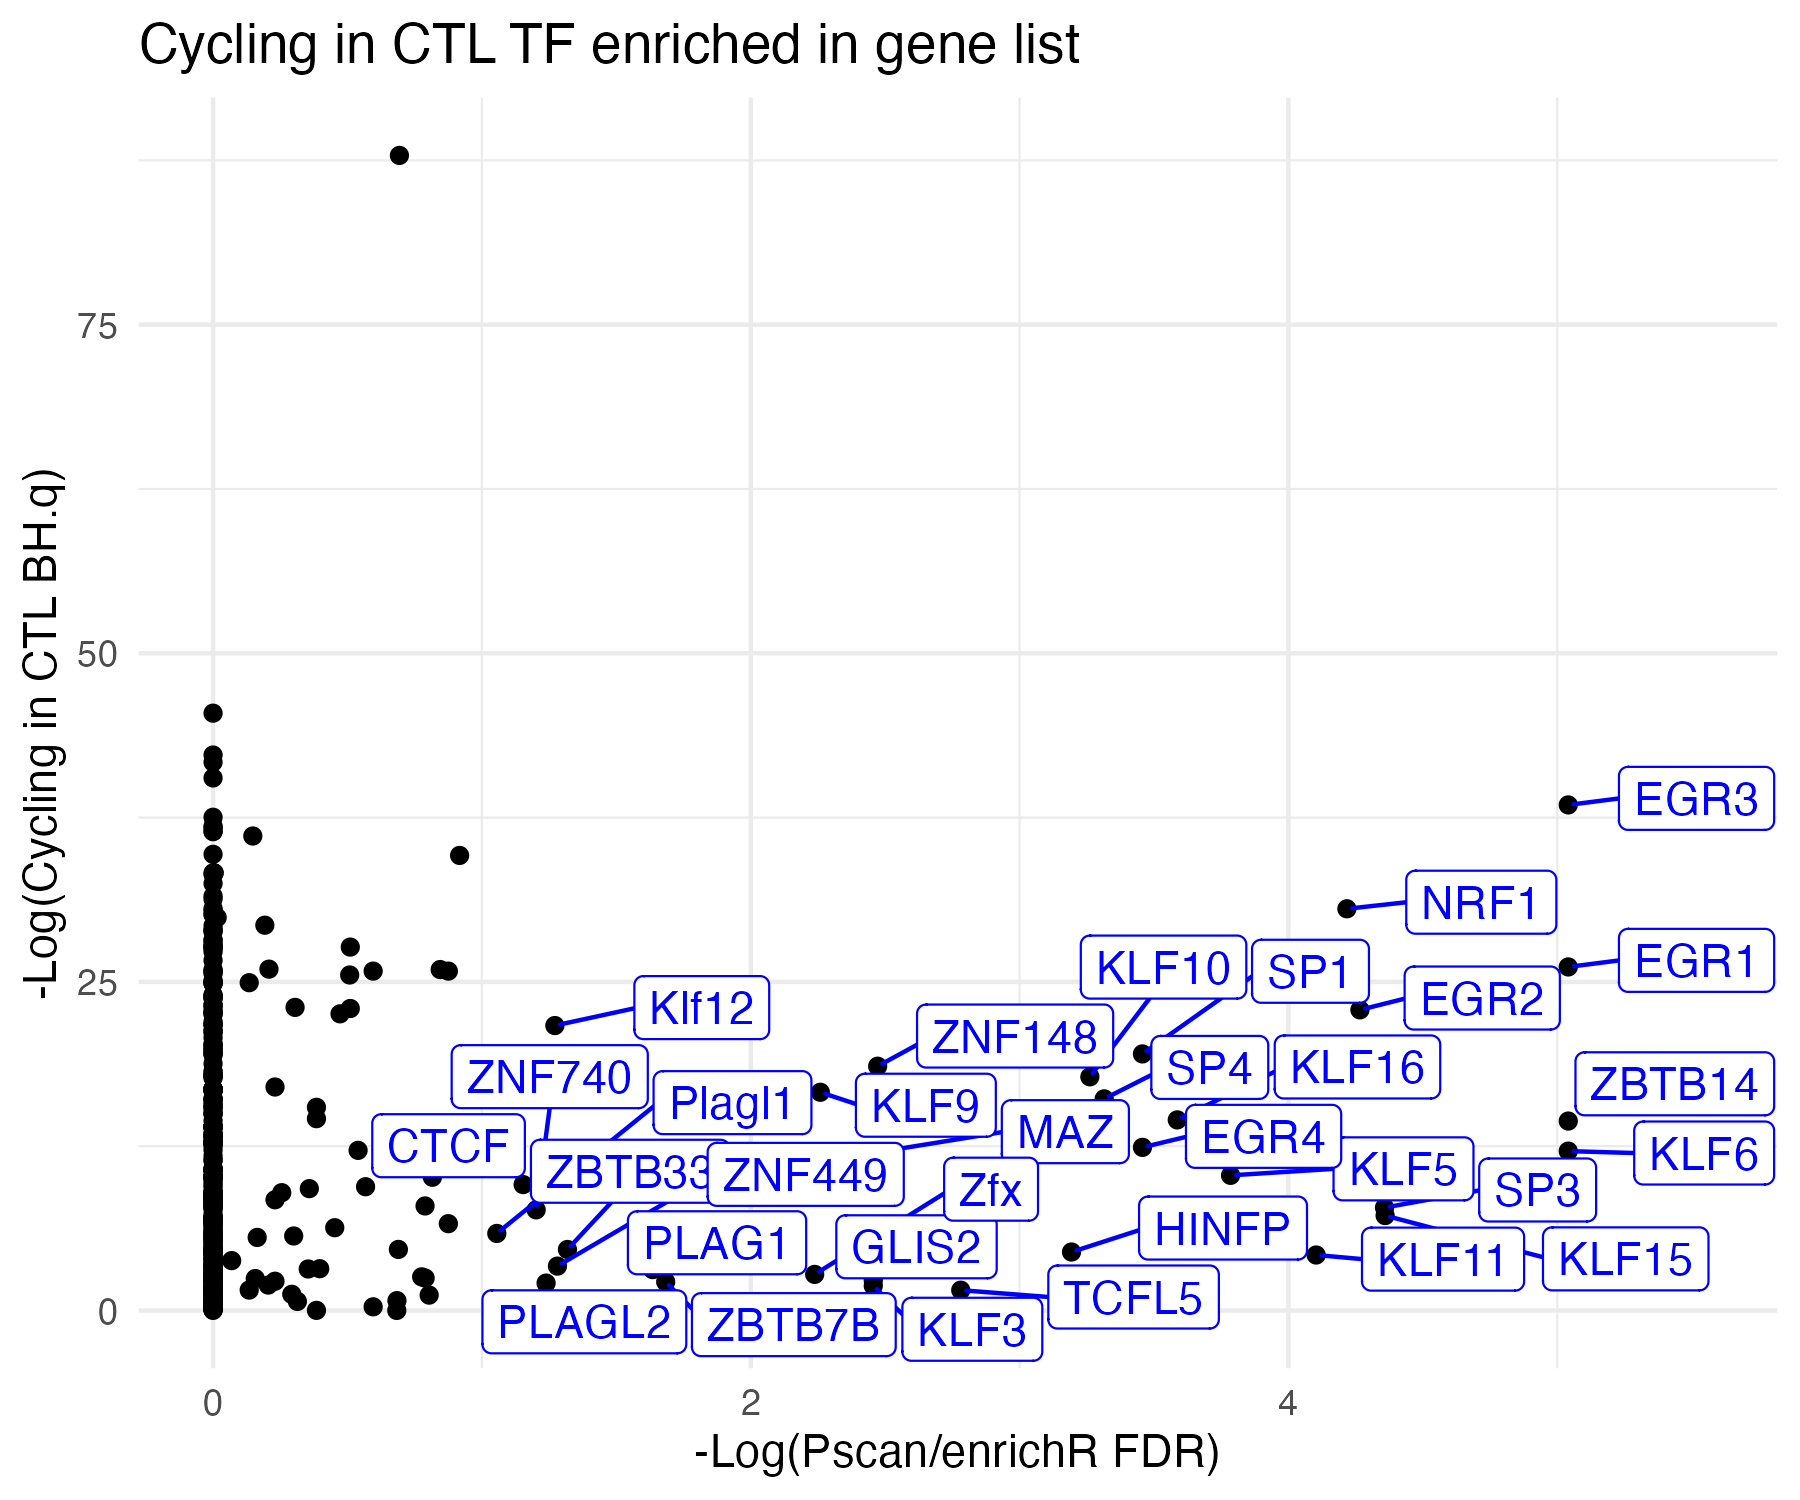 Cycling in CTL TF enriched in gene list
-Log(Cycling in CTL BH.q)
75
50
25
0
EGR3
NRF1
EGR1
KLF10
SP1
EGR2
Klf12
ZNF148
SP4
KLF16
ZBTB14
ZNF740
Plagl1
KLF9
MAZ
EGR4
CTCF
ZBTB33
ZNF449
Zfx
KLF5
SP3
KLF6
PLAG1
GLIS2
HINFP
KLF11
KLF15
PLAGL2
ZBTB7B
KLF3
TCFL5
0
2
4
-Log(Pscan/enrichR FDR)